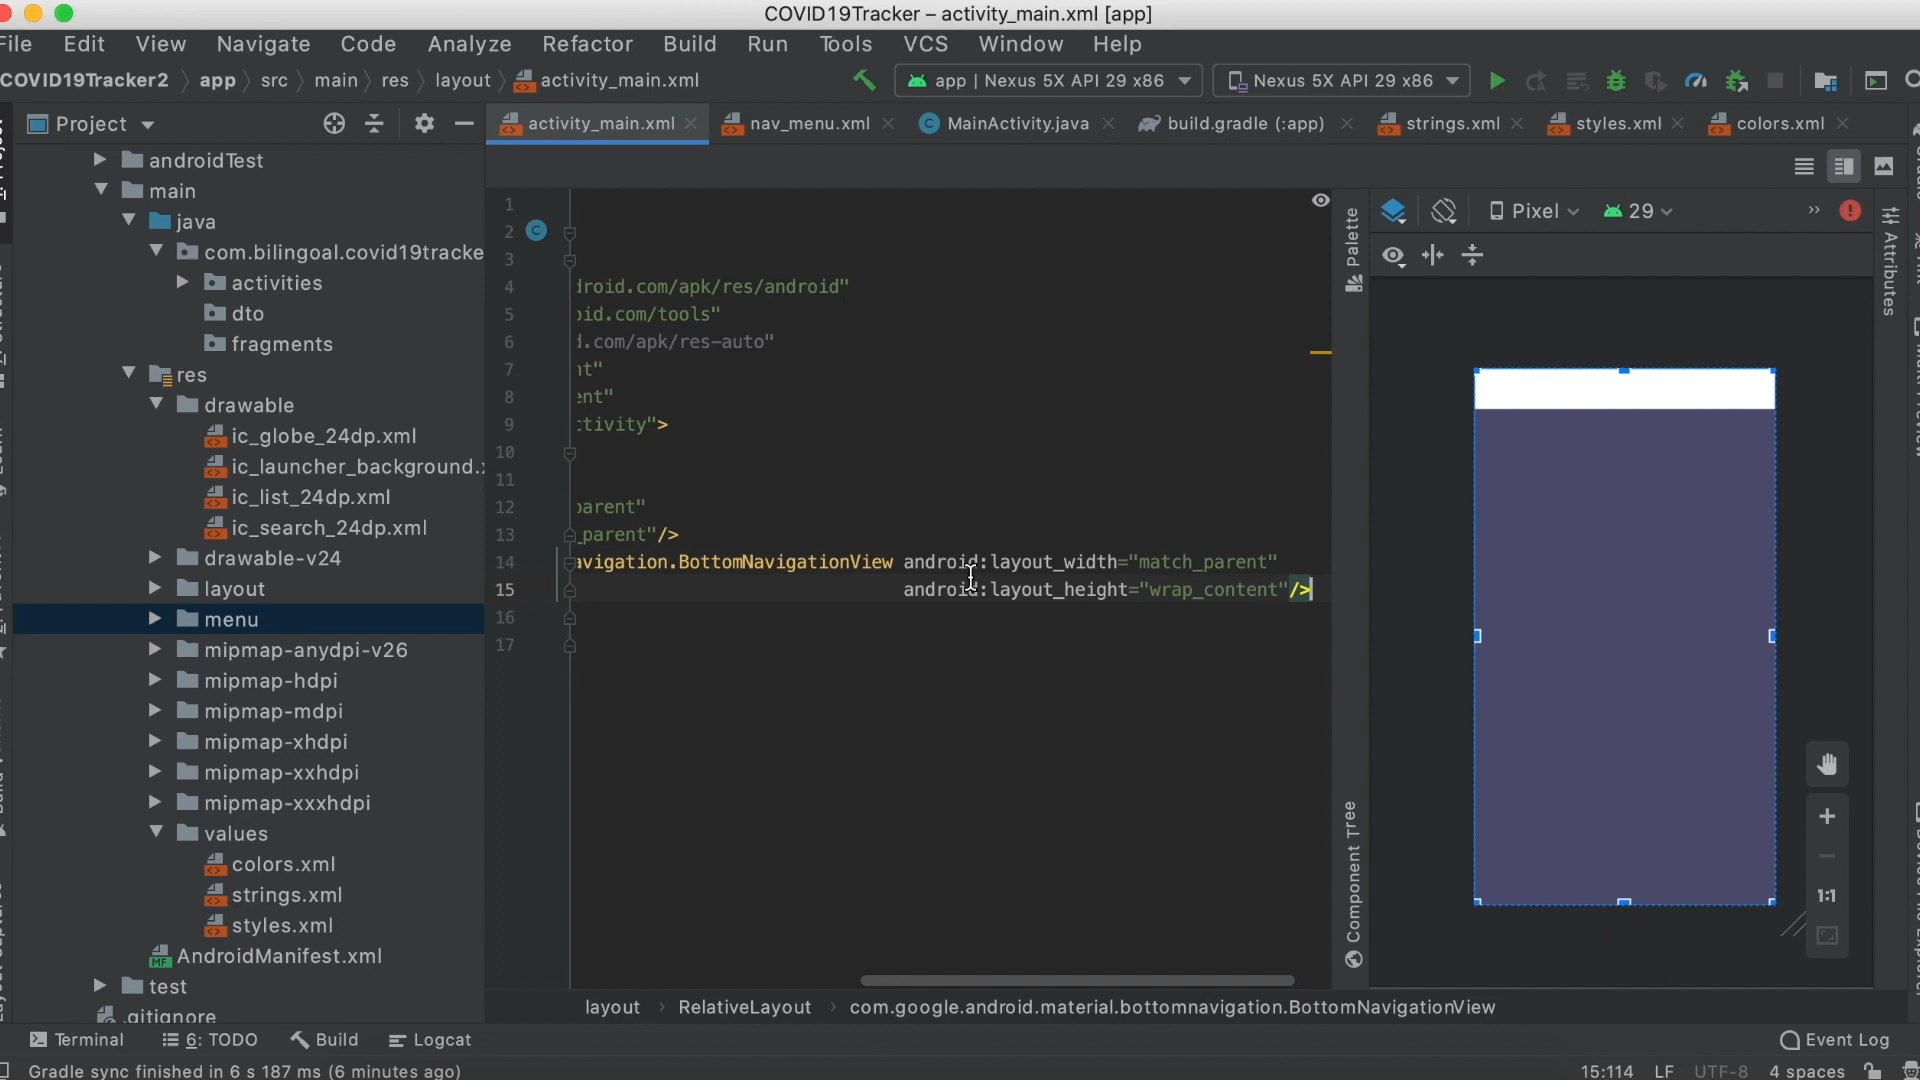 COVID19Tracker – activity_main.xml [app]
File Edit View Navigate Code Analyze Refactor Build Run Tools VCS Window Help
COVID19Tracker2 app src main res layout activity_main.xml app | Nexus 5X API 29 x86 Nexus 5X API 29 x86
Project
activity_main.xml nav_menu.xml MainActivity.java build.gradle (:app) strings.xml styles.xml colors.xml
androidTest
main
java
com.bilingoal.covid19tracke
activities
dto
fragments
res
drawable
ic_globe_24dp.xml
ic_launcher_background.
ic_list_24dp.xml
ic_search_24dp.xml
drawable-v24
layout
menu
mipmap-anydpi-v26
mipmap-hdpi
mipmap-mdpi
mipmap-xhdpi
mipmap-xxhdpi
mipmap-xxxhdpi
values
colors.xml
strings.xml
styles.xml
AndroidManifest.xml
test
.gitignore
1
2
3
4 droid.com/apk/res/android"
5 oid.com/tools"
6 d.com/apk/res-auto"
7 nt"
8 ent"
9 ctivity">
10
11
12 parent"
13 _parent"/>
14 avigation.BottomNavigationView android:layout_width="match_parent"
15 android:layout_height="wrap_content"/>
16
17
Palette
Component Tree
Pixel 29
Attributes
1:1
layout RelativeLayout com.google.android.material.bottomnavigation.BottomNavigationView
Terminal 6: TODO Build Logcat Event Log
Gradle sync finished in 6 s 187 ms (6 minutes ago) 15:114 LF UTF-8 4 spaces